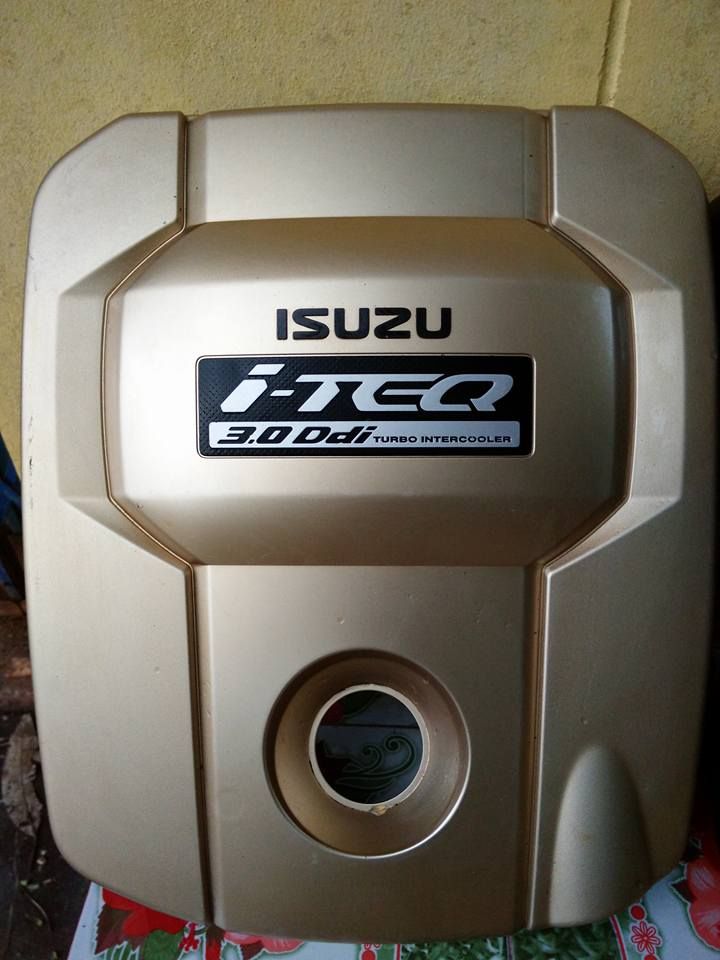 ISUZU
i-TEQ
3.0 Ddi TURBO INTERCOOLER